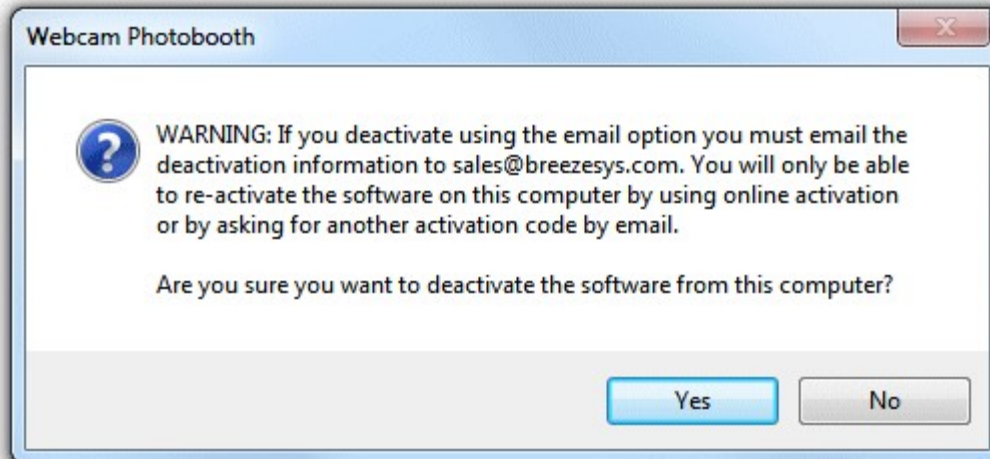 Webcam Photobooth
WARNING: If you deactivate using the email option you must email the
deactivation information to sales@breezesys.com. You will only be able
to re-activate the software on this computer by using online activation
or by asking for another activation code by email.
Are you sure you want to deactivate the software from this computer?
Yes No